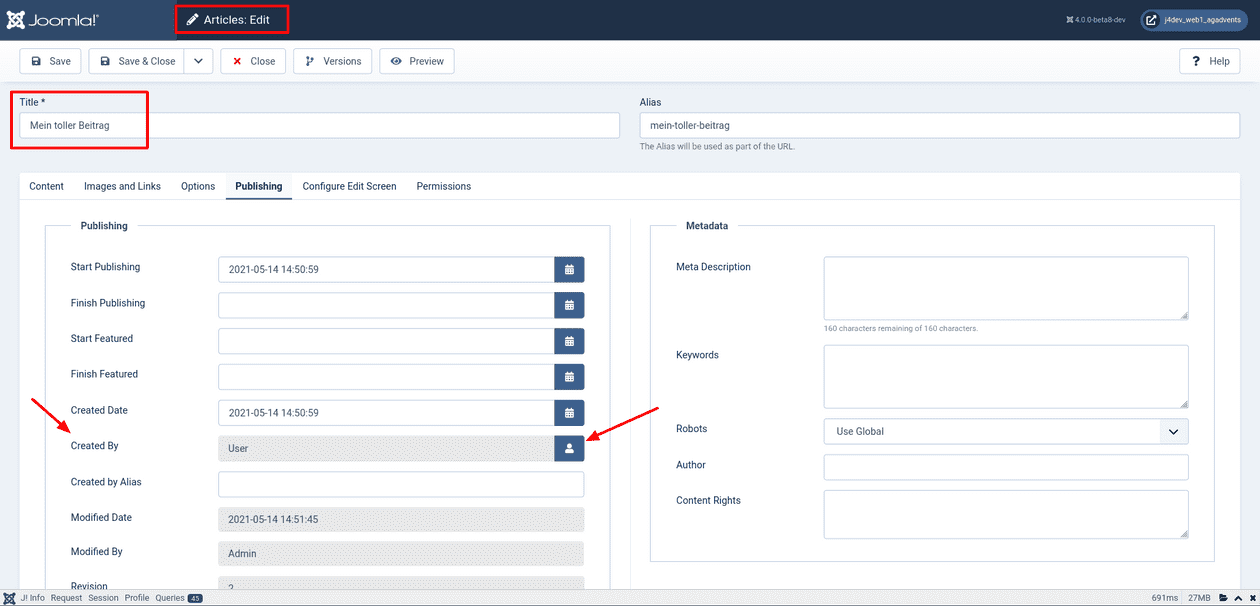 Joomla!®
Articles: Edit
4.0.0-beta8-dev
j4dev_web1_agadvents
Save
Save & Close
Close
Versions
Preview
Help
Title *
Mein toller Beitrag
Alias
mein-toller-beitrag
The Alias will be used as part of the URL.
Content
Images and Links
Options
Publishing
Configure Edit Screen
Permissions
Publishing
Start Publishing
2021-05-14 14:50:59
Finish Publishing
Start Featured
Finish Featured
Created Date
2021-05-14 14:50:59
Created By
User
Created by Alias
Modified Date
2021-05-14 14:51:45
Modified By
Admin
Revision
2
Metadata
Meta Description
160 characters remaining of 160 characters.
Keywords
Robots
Use Global
Author
Content Rights
J! Info
Request
Session
Profile
Queries 45
691ms
27MB